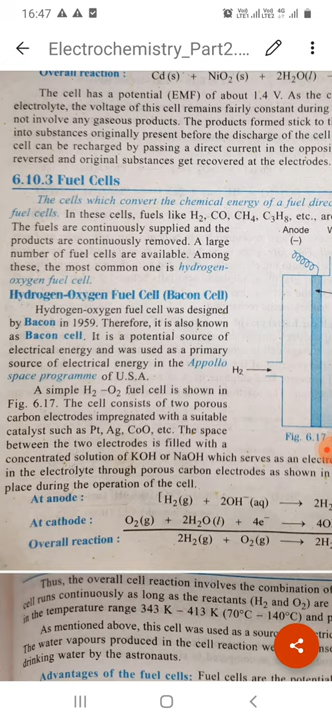 16:47
Vo) LTE1 Vo) LTE2 4G
Electrochemistry_Part2....
Overall reaction : Cd (s) + NiO2 (s) + 2H2O(l)
The cell has a potential (EMF) of about 1.4 V. As the c
electrolyte, the voltage of this cell remains fairly constant during
not involve any gaseous products. The products formed stick to t
into substances originally present before the discharge of the cell
cell can be recharged by passing a direct current in the opposi
reversed and original substances get recovered at the electrodes.
6.10.3 Fuel Cells
The cells which convert the chemical energy of a fuel direc
fuel cells. In these cells, fuels like H2, CO, CH4, C3H8, etc., are
The fuels are continuously supplied and the
products are continuously removed. A large
number of fuel cells are available. Among
these, the most common one is hydrogen-
oxygen fuel cell.
Anode
(–)
Hydrogen-Oxygen Fuel Cell (Bacon Cell)
Hydrogen-oxygen fuel cell was designed
by Bacon in 1959. Therefore, it is also known
as Bacon cell. It is a potential source of
electrical energy and was used as a primary
source of electrical energy in the Apollo
space programme of U.S.A.
H2
A simple H2 –O2 fuel cell is shown in
Fig. 6.17. The cell consists of two porous
carbon electrodes impregnated with a suitable
catalyst such as Pt, Ag, CoO, etc. The space
between the two electrodes is filled with a
Fig. 6.17
concentrated solution of KOH or NaOH which serves as an electro
in the electrolyte through porous carbon electrodes as shown in
place during the operation of the cell.
At anode : [H2(g) + 2OH–(aq) ⟶ 2H2
At cathode : O2(g) + 2H2O (l) + 4e– ⟶ 4O
Overall reaction : 2H2(g) + O2(g) ⟶ 2H
Thus, the overall cell reaction involves the combination of
cell runs continuously as long as the reactants (H2 and O2) are
in the temperature range 343 K – 413 K (70°C – 140°C) and p
As mentioned above, this cell was used as a sourc
The water vapours produced in the cell reaction we
drinking water by the astronauts.
Advantages of the fuel cells: Fuel cells are the potential